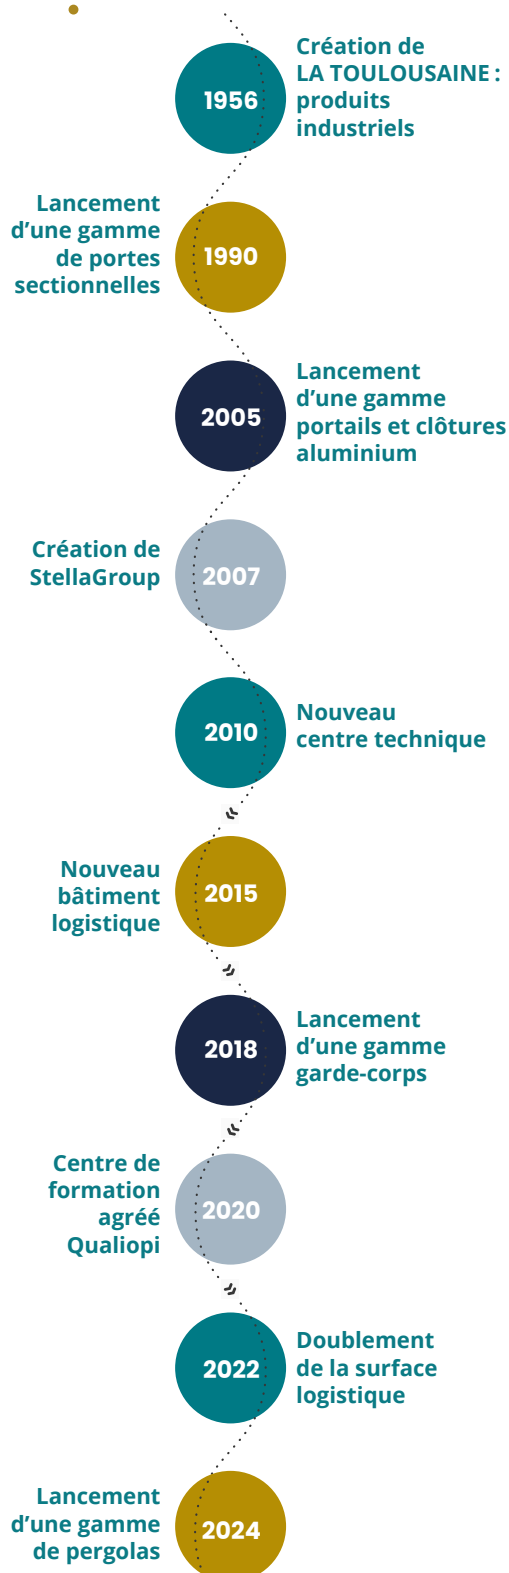 1956
Création de
LA TOULOUSAINE :
produits
industriels
Lancement
d’une gamme
de portes
sectionnelles
1990
2005
Lancement
d’une gamme
portails et clôtures
aluminium
Création de
StellaGroup
2007
2010
Nouveau
centre technique
Nouveau
bâtiment
logistique
2015
2018
Lancement
d’une gamme
garde-corps
Centre de
formation
agréé
Qualiopi
2020
2022
Doublement
de la surface
logistique
Lancement
d’une gamme
de pergolas
2024